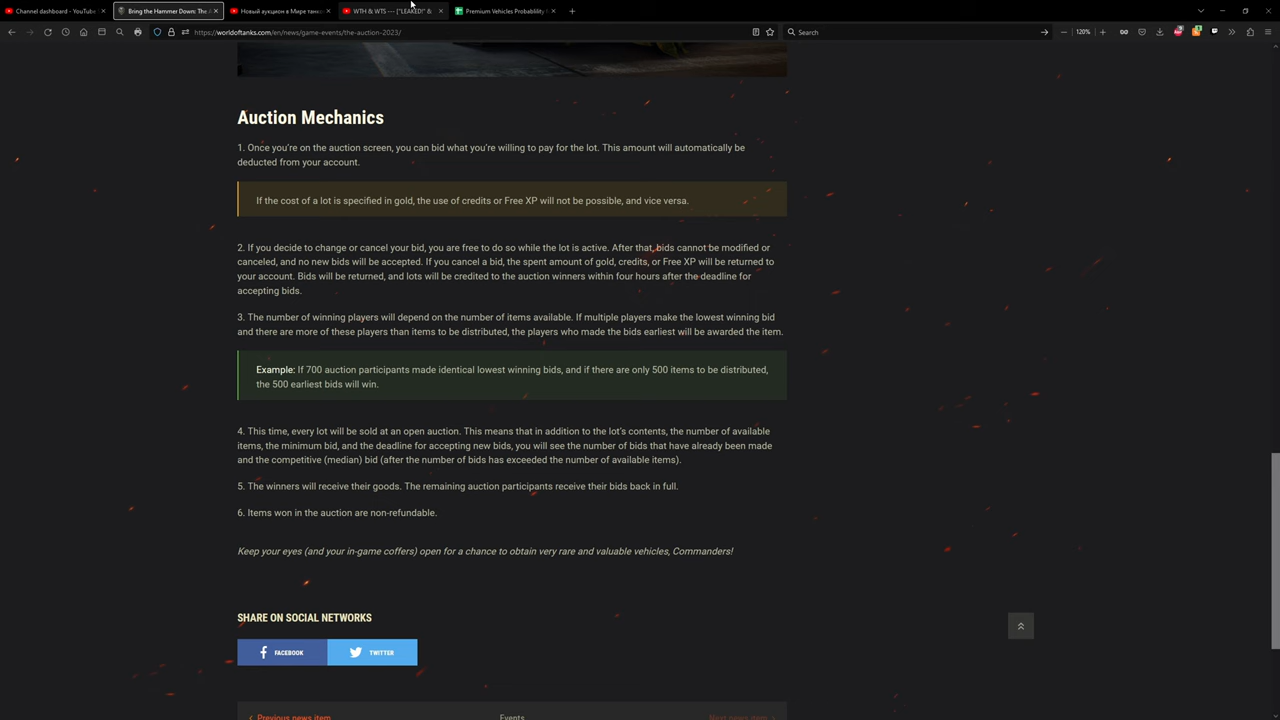 Channel dashboard - YouTube
Bring the Hammer Down: The A
Новый аукцион в Мире танк
WTH & WTS --- ["LEAKED!" &
Premium Vehicles Probablility
https://worldoftanks.com/en/news/game-events/the-auction-2023/
120%
Search
Auction Mechanics
1. Once you're on the auction screen, you can bid what you're willing to pay for the lot. This amount will automatically be
deducted from your account.
If the cost of a lot is specified in gold, the use of credits or Free XP will not be possible, and vice versa.
2. If you decide to change or cancel your bid, you are free to do so while the lot is active. After that, bids cannot be modified or
canceled, and no new bids will be accepted. If you cancel a bid, the spent amount of gold, credits, or Free XP will be returned to
your account. Bids will be returned, and lots will be credited to the auction winners within four hours after the deadline for
accepting bids.
3. The number of winning players will depend on the number of items available. If multiple players make the lowest winning bid
and there are more of these players than items to be distributed, the players who made the bids earliest will be awarded the item.
Example: If 700 auction participants made identical lowest winning bids, and if there are only 500 items to be distributed,
the 500 earliest bids will win.
4. This time, every lot will be sold at an open auction. This means that in addition to the lot's contents, the number of available
items, the minimum bid, and the deadline for accepting new bids, you will see the number of bids that have already been made
and the competitive (median) bid (after the number of bids has exceeded the number of available items).
5. The winners will receive their goods. The remaining auction participants receive their bids back in full.
6. Items won in the auction are non-refundable.
Keep your eyes (and your in-game coffers) open for a chance to obtain very rare and valuable vehicles, Commanders!
SHARE ON SOCIAL NETWORKS
FACEBOOK
TWITTER
Previous news item
Events
Next news item